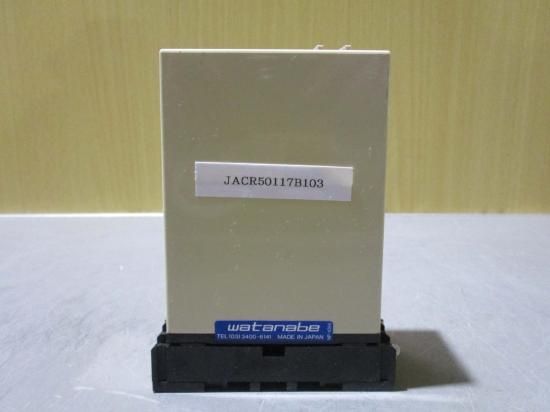 JACR50117B103
watanabe
TEL (03) 3400-6141 MADE IN JAPAN